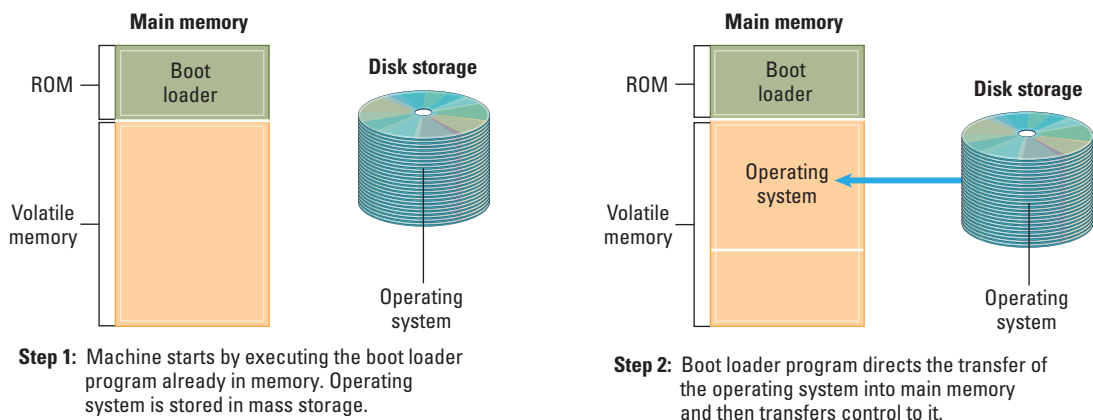 Main memory
ROM
Boot
loader
Disk storage
Volatile
memory
Operating
system
Step 1: Machine starts by executing the boot loader
program already in memory. Operating
system is stored in mass storage.
Main memory
ROM
Boot
loader
Disk storage
Operating
system
Volatile
memory
Operating
system
Step 2: Boot loader program directs the transfer of
the operating system into main memory
and then transfers control to it.